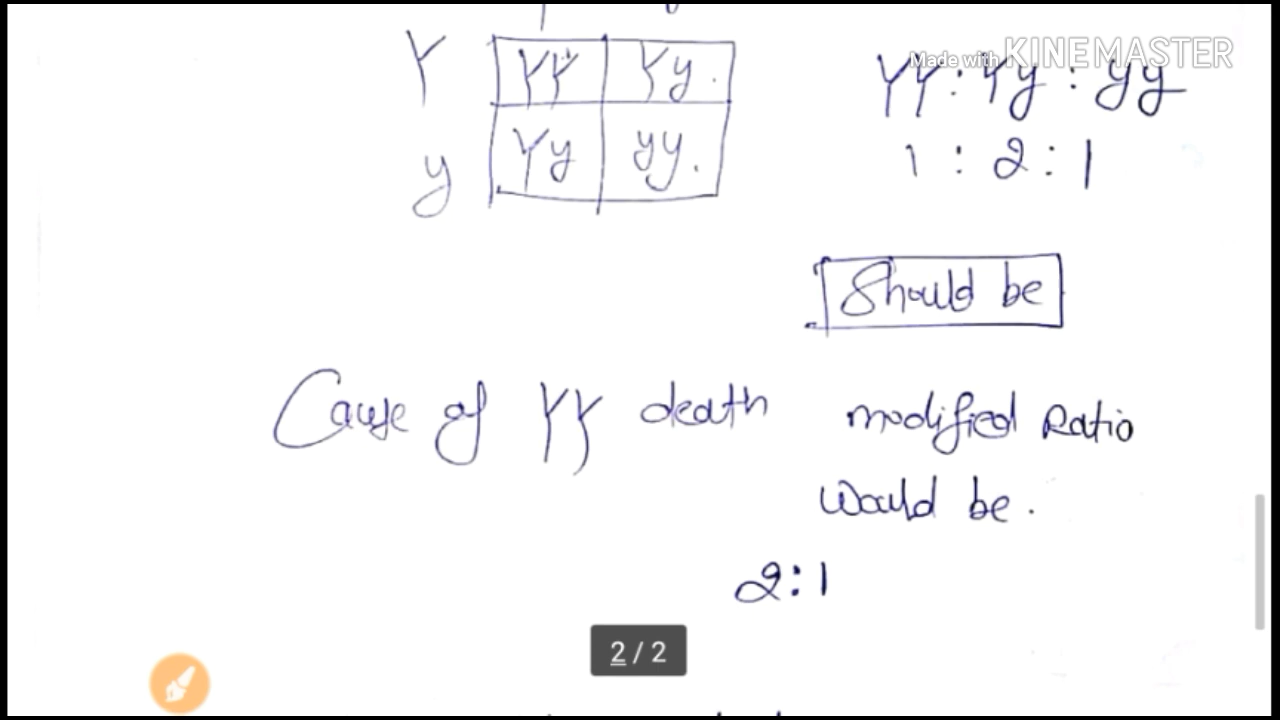 Made with KINEMASTER
Y YY Yy.
y Yy yy.
YY : Yy : yy
1 : 2 : 1
Should be
Cause of YY death modified Ratio
would be.
2:1
2 / 2